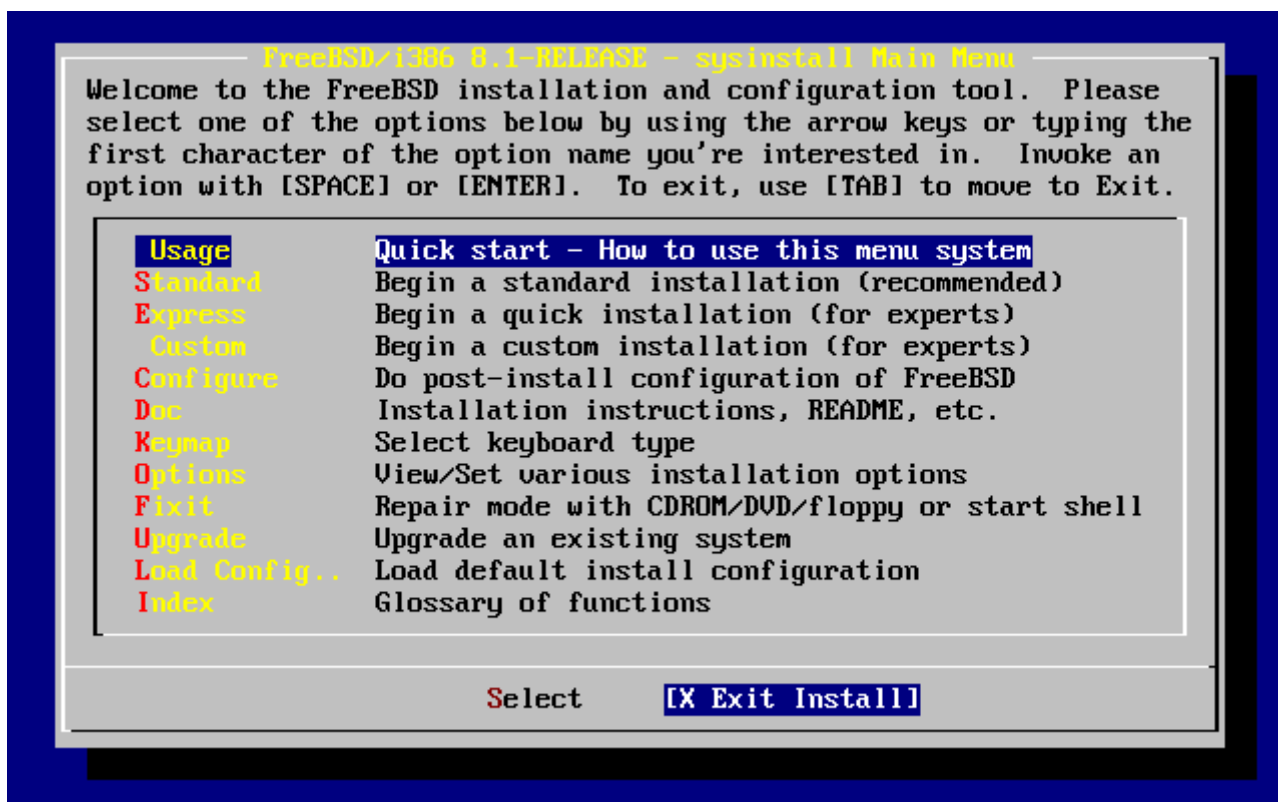 FreeBSD/i386 8.1-RELEASE - sysinstall Main Menu
Welcome to the FreeBSD installation and configuration tool.  Please
select one of the options below by using the arrow keys or typing the
first character of the option name you're interested in.  Invoke an
option with [SPACE] or [ENTER].  To exit, use [TAB] to move to Exit.
Usage Quick start - How to use this menu system
Standard Begin a standard installation (recommended)
Express Begin a quick installation (for experts)
Custom Begin a custom installation (for experts)
Configure Do post-install configuration of FreeBSD
Doc Installation instructions, README, etc.
Keymap Select keyboard type
Options View/Set various installation options
Fixit Repair mode with CDROM/DVD/floppy or start shell
Upgrade Upgrade an existing system
Load Config.. Load default install configuration
Index Glossary of functions
Select [X Exit Install]